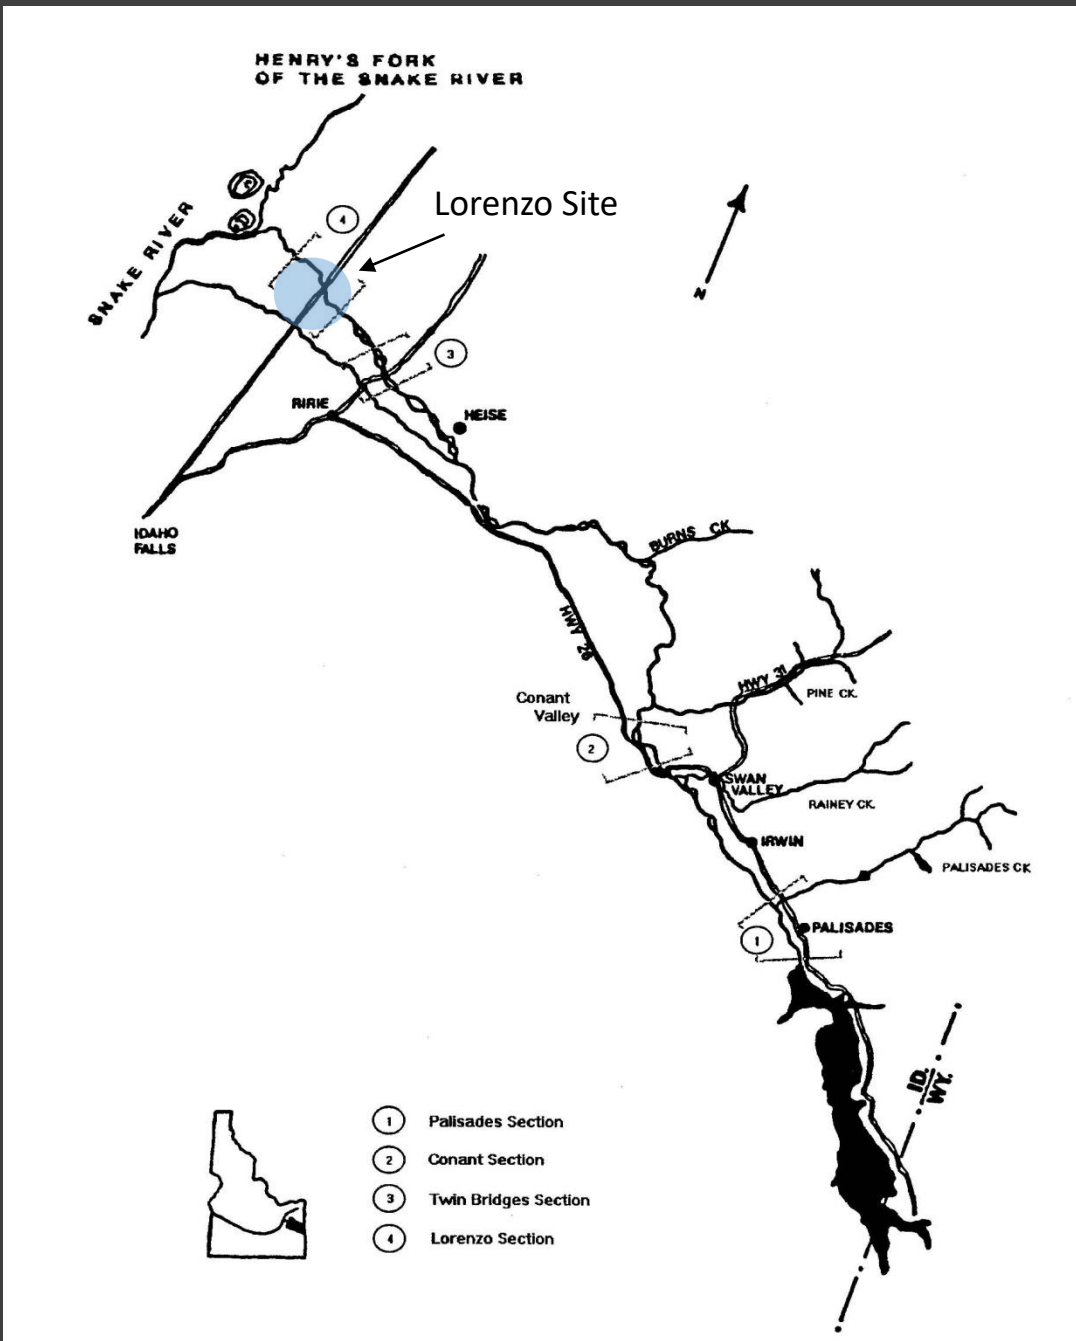 HENRY'S FORK
OF THE SNAKE RIVER
Lorenzo Site
4
SNAKE RIVER
N
3
RIRIE
HEISE
IDAHO
FALLS
BURNS CK
HWY 26
HWY 31
PINE CK.
Conant
Valley
2
SWAN
VALLEY
RAINEY CK.
IRWIN
PALISADES CK
PALISADES
1
ID.
WY.
1 Palisades Section
2 Conant Section
3 Twin Bridges Section
4 Lorenzo Section